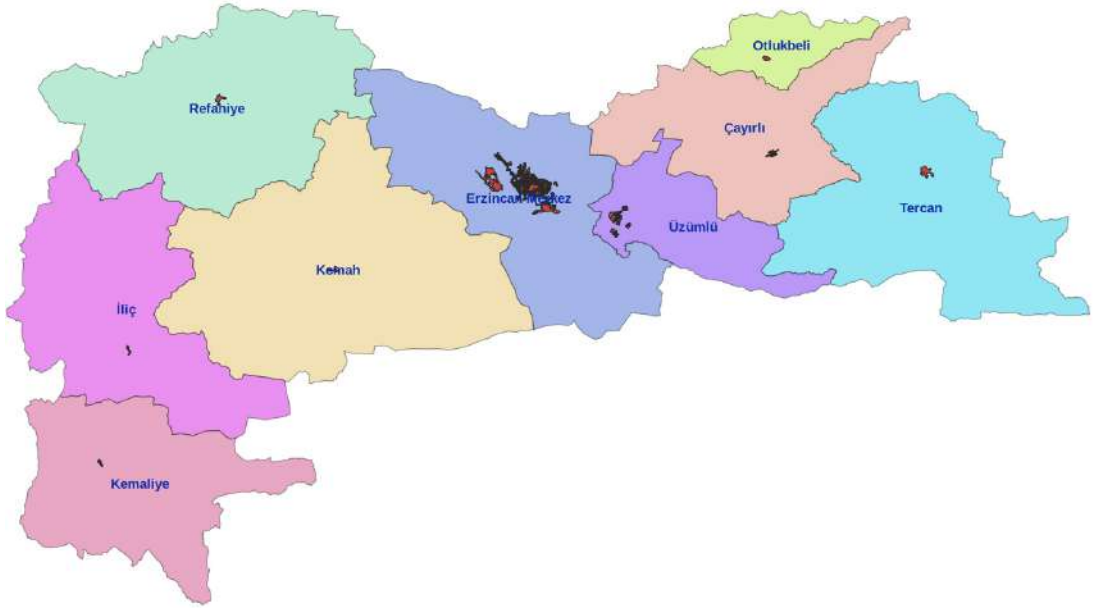 Otlukbeli
Refahiye
Çayırlı
Erzincan Merkez
Tercan
Üzümlü
Kemah
İliç
Kemaliye